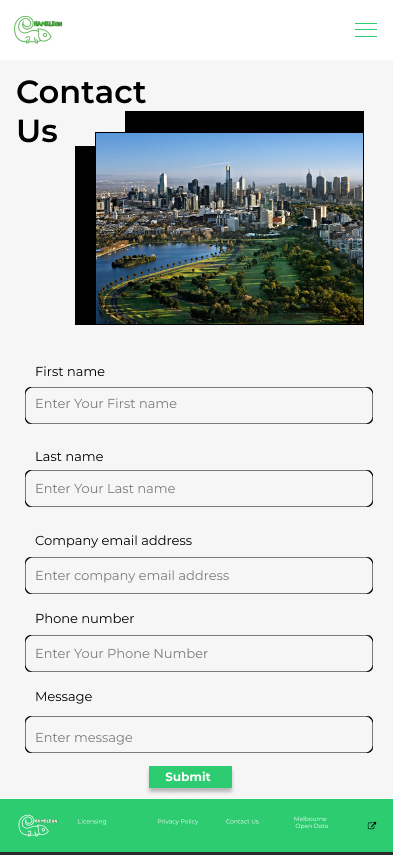 HAMELEON
Contact
Us
First name
Enter Your First name
Last name
Enter Your Last name
Company email address
Enter company email address
Phone number
Enter Your Phone Number
Message
Enter message
Submit
HAMELEON
Licensing
Privacy Policy
Contact Us
Melbourne
Open Data